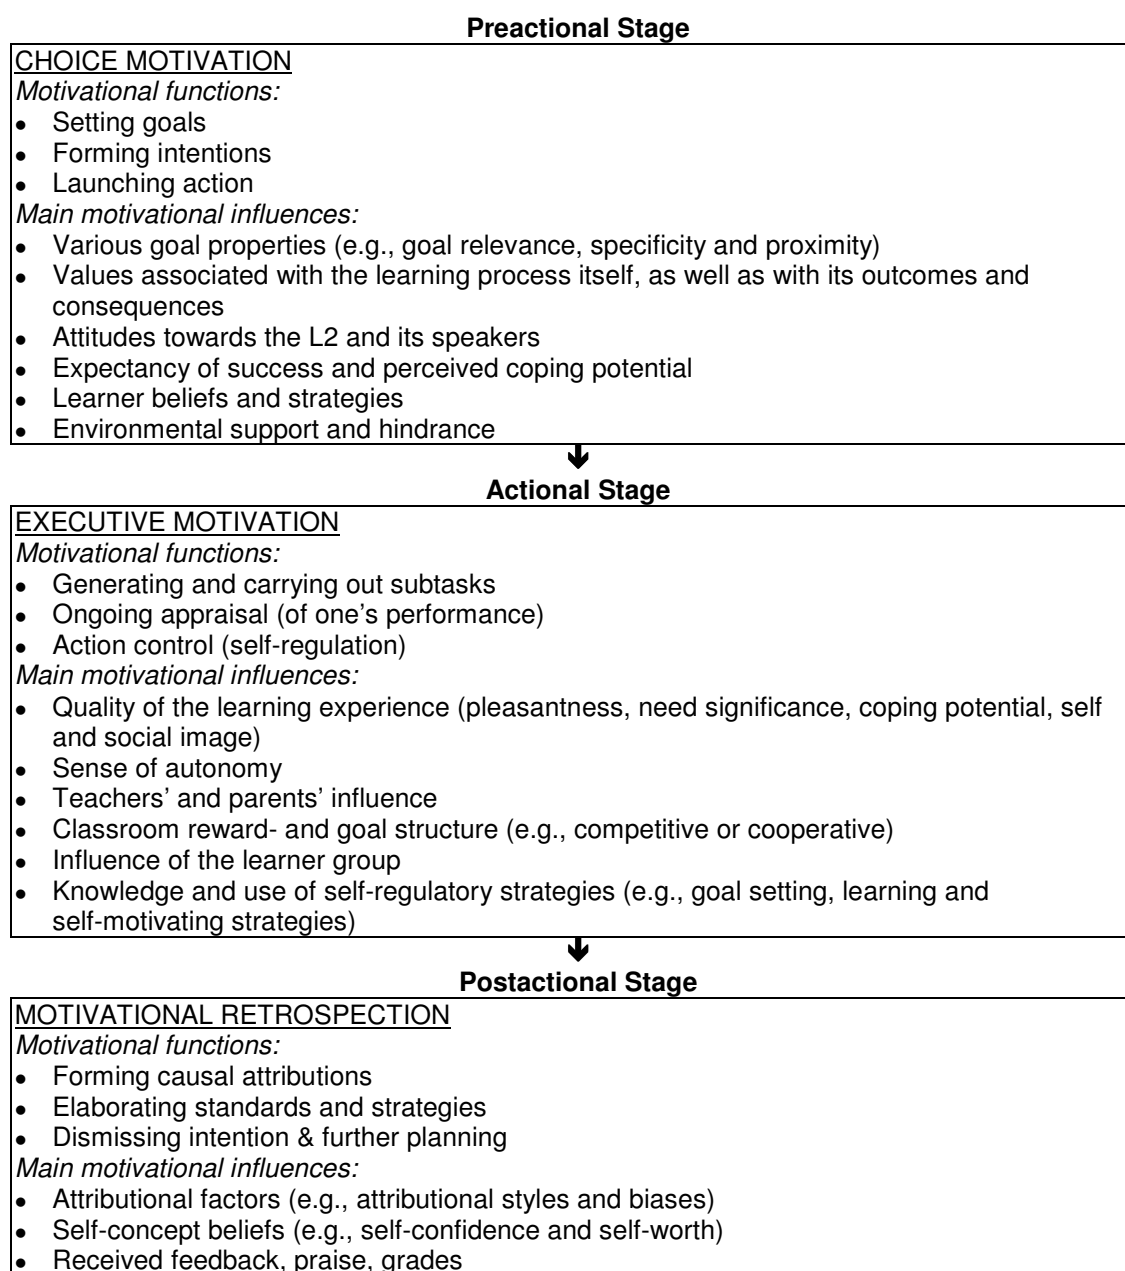 Preactional Stage
CHOICE MOTIVATION
Motivational functions:
● Setting goals
● Forming intentions
● Launching action
Main motivational influences:
● Various goal properties (e.g., goal relevance, specificity and proximity)
● Values associated with the learning process itself, as well as with its outcomes and
consequences
● Attitudes towards the L2 and its speakers
● Expectancy of success and perceived coping potential
● Learner beliefs and strategies
● Environmental support and hindrance
Actional Stage
EXECUTIVE MOTIVATION
Motivational functions:
● Generating and carrying out subtasks
● Ongoing appraisal (of one's performance)
● Action control (self-regulation)
Main motivational influences:
● Quality of the learning experience (pleasantness, need significance, coping potential, self
and social image)
● Sense of autonomy
● Teachers' and parents' influence
● Classroom reward- and goal structure (e.g., competitive or cooperative)
● Influence of the learner group
● Knowledge and use of self-regulatory strategies (e.g., goal setting, learning and
self-motivating strategies)
Postactional Stage
MOTIVATIONAL RETROSPECTION
Motivational functions:
● Forming causal attributions
● Elaborating standards and strategies
● Dismissing intention & further planning
Main motivational influences:
● Attributional factors (e.g., attributional styles and biases)
● Self-concept beliefs (e.g., self-confidence and self-worth)
● Received feedback, praise, grades